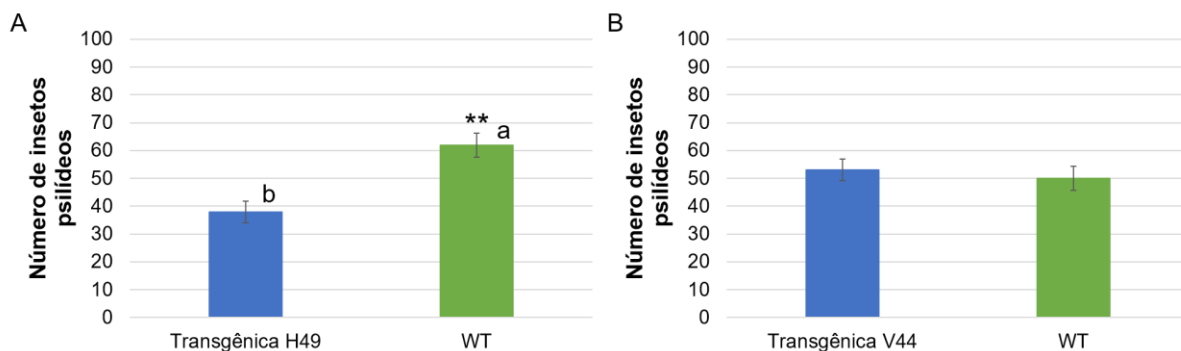 A
Número de insetos
psilídeos
100
90
80
70
60
50
40
30
20
10
0
b
**
a
Transgênica H49
WT
B
Número de insetos
psilídeos
100
90
80
70
60
50
40
30
20
10
0
Transgênica V44
WT